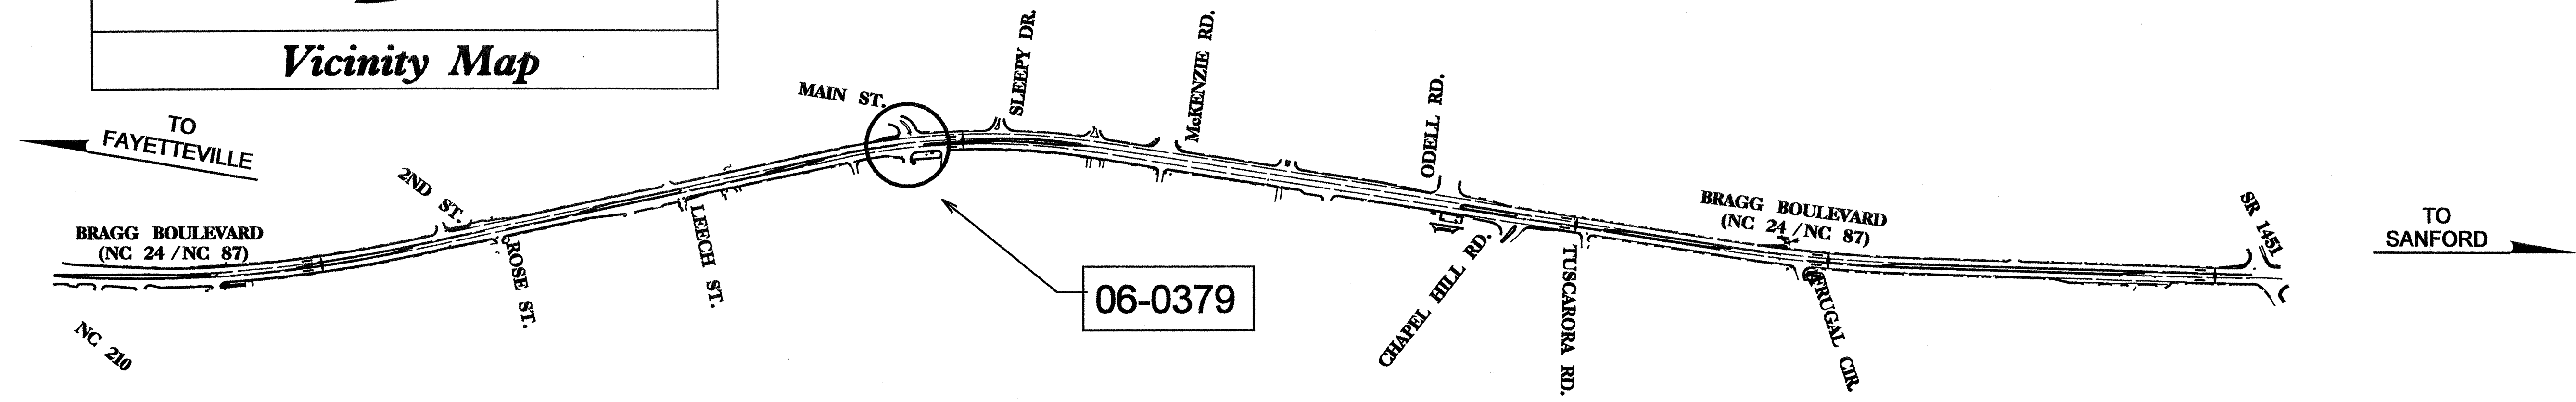 Vicinity Map
TO
FAYETTEVILLE
BRAGG BOULEVARD
(NC 24 / NC 87)
NC 210
2ND ST.
ROSE ST.
LEECH ST.
MAIN ST.
SLEEPY DR.
McKENZIE RD.
06-0379
ODELL RD.
CHAPEL HILL RD.
TUSCARORA RD.
BRAGG BOULEVARD
(NC 24 / NC 87)
FRUGAL CIR.
SR 1451
TO
SANFORD